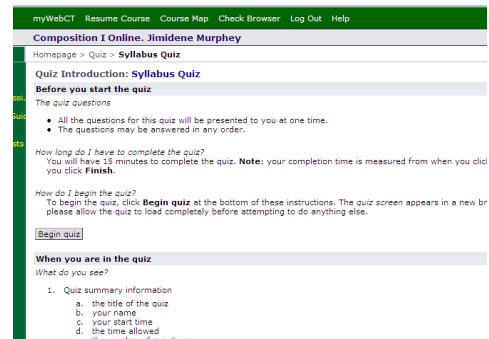 myWebCT Resume Course Course Map Check Browser Log Out Help
Composition I Online. Jimidene Murphey
Homepage > Quiz > Syllabus Quiz
Quiz Introduction: Syllabus Quiz
Before you start the quiz
The quiz questions
• All the questions for this quiz will be presented to you at one time.
• The questions may be answered in any order.
How long do I have to complete the quiz?
You will have 15 minutes to complete the quiz. Note: your completion time is measured from when you
you click Finish.
How do I begin the quiz?
To begin the quiz, click Begin quiz at the bottom of these instructions. The quiz screen appears in a new
please allow the quiz to load completely before attempting to do anything else.
Begin quiz
When you are in the quiz
What do you see?
1. Quiz summary information
a. the title of the quiz
b. your name
c. your start time
d. the time allowed